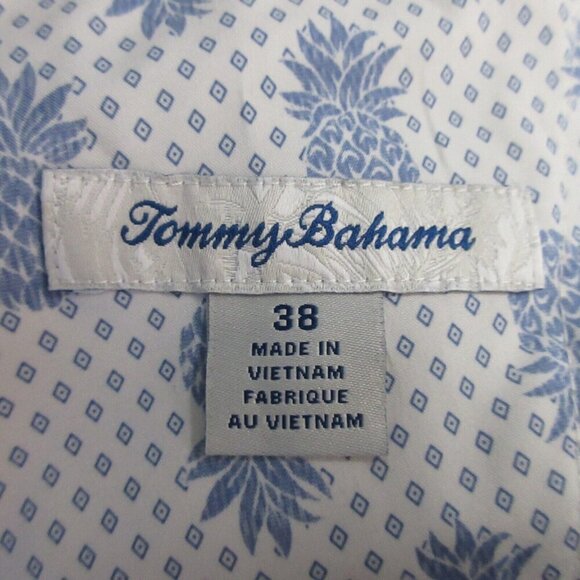 Tommy Bahama
38
MADE IN
VIETNAM
FABRIQUE
AU VIETNAM